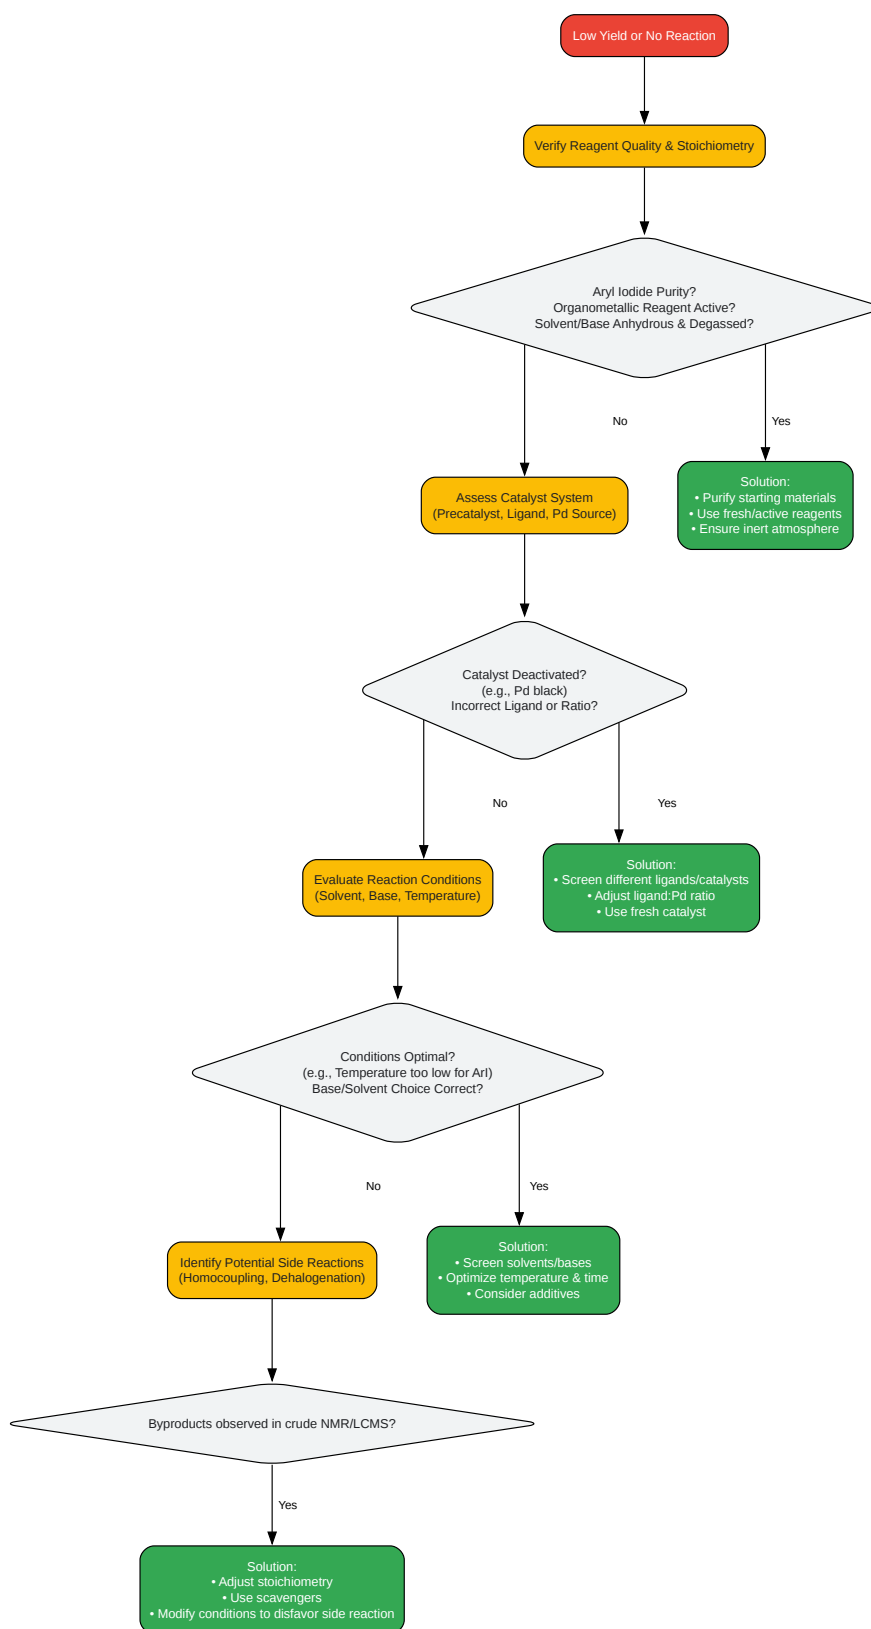 Low Yield or No Reaction
Verify Reagent Quality & Stoichiometry
Aryl Iodide Purity?
Organometallic Reagent Active?
Solvent/Base Anhydrous & Degassed?
No
Yes
Assess Catalyst System
(Precatalyst, Ligand, Pd Source)
Solution:
• Purify starting materials
• Use fresh/active reagents
• Ensure inert atmosphere
Catalyst Deactivated?
(e.g., Pd black)
Incorrect Ligand or Ratio?
No
Yes
Evaluate Reaction Conditions
(Solvent, Base, Temperature)
Solution:
• Screen different ligands/catalysts
• Adjust ligand:Pd ratio
• Use fresh catalyst
Conditions Optimal?
(e.g., Temperature too low for ArI)
Base/Solvent Choice Correct?
No
Yes
Identify Potential Side Reactions
(Homocoupling, Dehalogenation)
Solution:
• Screen solvents/bases
• Optimize temperature & time
• Consider additives
Byproducts observed in crude NMR/LCMS?
Yes
Solution:
• Adjust stoichiometry
• Use scavengers
• Modify conditions to disfavor side reaction